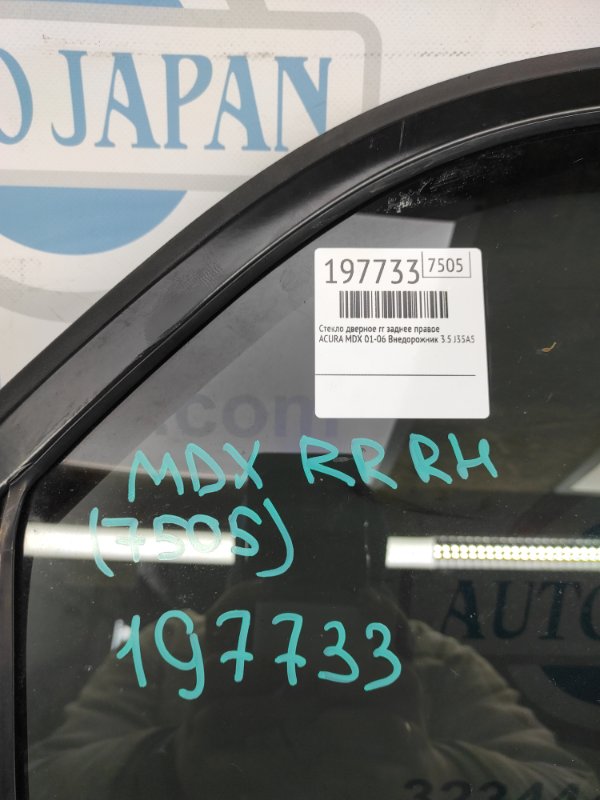 O JAPAN
197733 7505
Стекло дверное rr заднее правое
ACURA MDX 01-06 Внедорожник 3.5 J35A5
MDX RR RH
(7505)
197733
AUTO